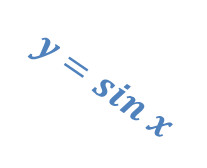 y = sin x